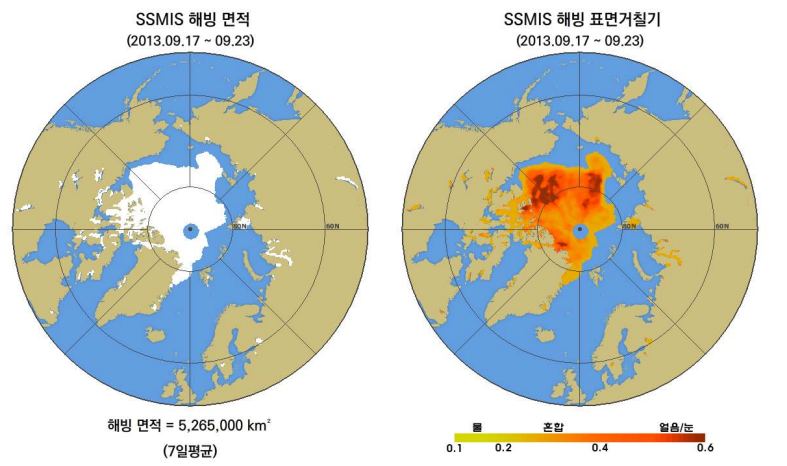 SSMIS 해빙 면적
(2013.09.17 ~ 09.23)
80N
60N
해빙 면적 = 5,265,000 km²
(7일평균)
SSMIS 해빙 표면거칠기
(2013.09.17 ~ 09.23)
80N
60N
물 혼합 얼음/눈
0.1 0.2 0.4 0.6